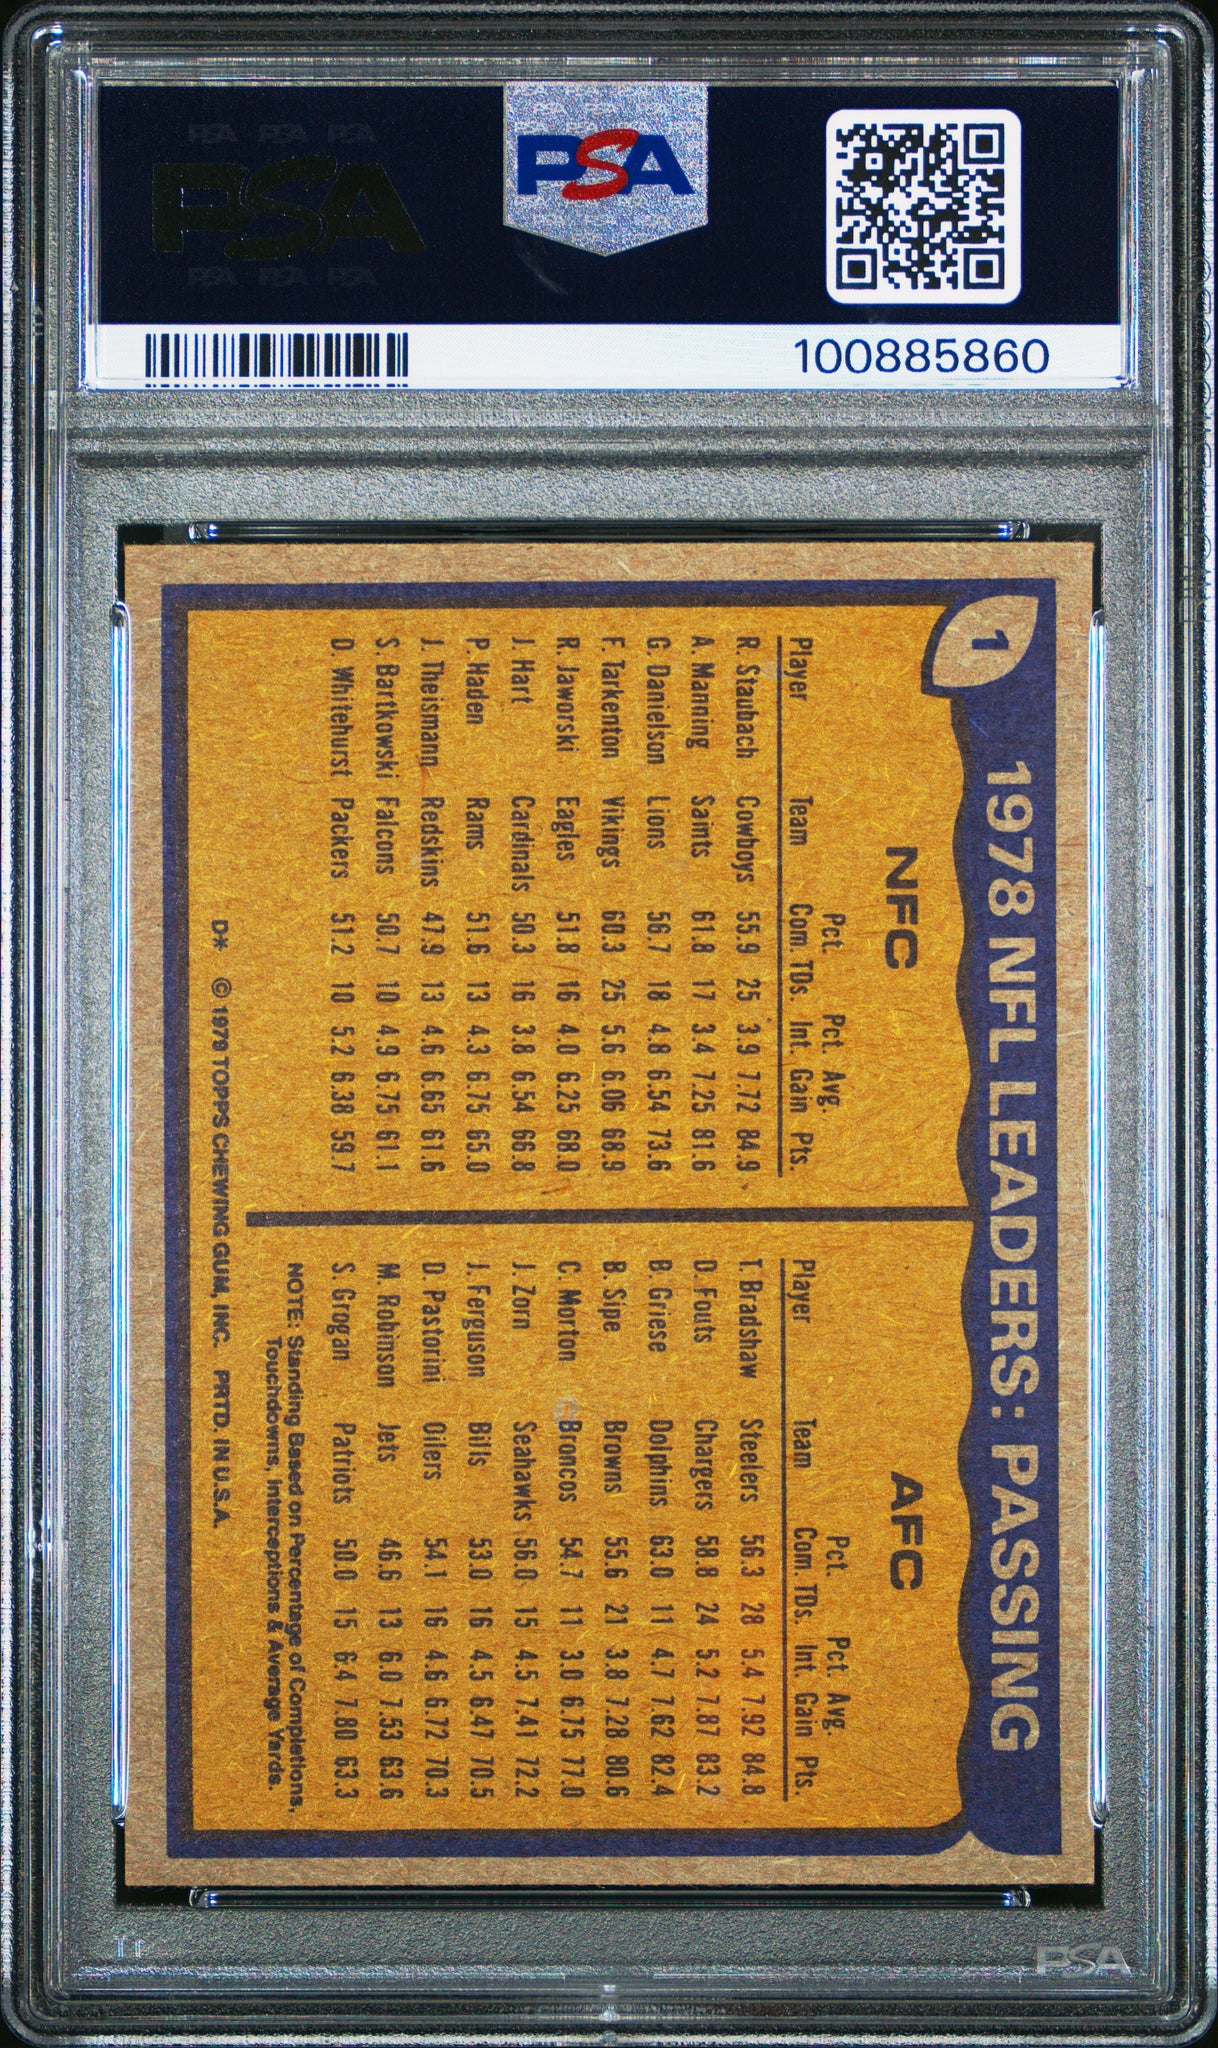 PSA PSA PSA
PSA
PSA PSA PSA
PSA
100885860
1
1978 NFL LEADERS: PASSING
NFC
Pct. Pct. Avg.
Player Team Com. TDs. Int. Gain Pts.
R. Staubach Cowboys 55.9 25 3.9 7.72 84.9
A. Manning Saints 61.8 17 3.4 7.25 81.6
G. Danielson Lions 56.7 18 4.8 6.54 73.6
F. Tarkenton Vikings 60.3 25 5.6 6.06 68.9
R. Jaworski Eagles 51.8 16 4.0 6.25 68.0
J. Hart Cardinals 50.3 16 3.8 6.54 66.8
P. Haden Rams 51.6 13 4.3 6.75 65.0
J. Theismann Redskins 47.9 13 4.6 6.65 61.6
S. Bartkowski Falcons 50.7 10 4.9 6.75 61.1
D. Whitehurst Packers 51.2 10 5.2 6.38 59.7
AFC
Pct. Pct. Avg.
Player Team Com. TDs. Int. Gain Pts.
T. Bradshaw Steelers 56.3 28 5.4 7.92 84.8
D. Fouts Chargers 58.8 24 5.2 7.87 83.2
B. Griese Dolphins 63.0 11 4.7 7.62 82.4
B. Sipe Browns 55.6 21 3.8 7.28 80.6
C. Morton Broncos 54.7 11 3.0 6.75 77.0
J. Zorn Seahawks 56.0 15 4.5 7.41 72.2
J. Ferguson Bills 53.0 16 4.5 6.47 70.5
D. Pastorini Oilers 54.1 16 4.6 6.72 70.3
M. Robinson Jets 46.6 13 6.0 7.53 63.6
S. Grogan Patriots 50.0 15 6.4 7.80 63.3
NOTE: Standing Based on Percentage of Completions,
Touchdowns, Interceptions & Average Yards.
D* © 1979 TOPPS CHEWING GUM, INC. PRTD. IN U.S.A.
PSA